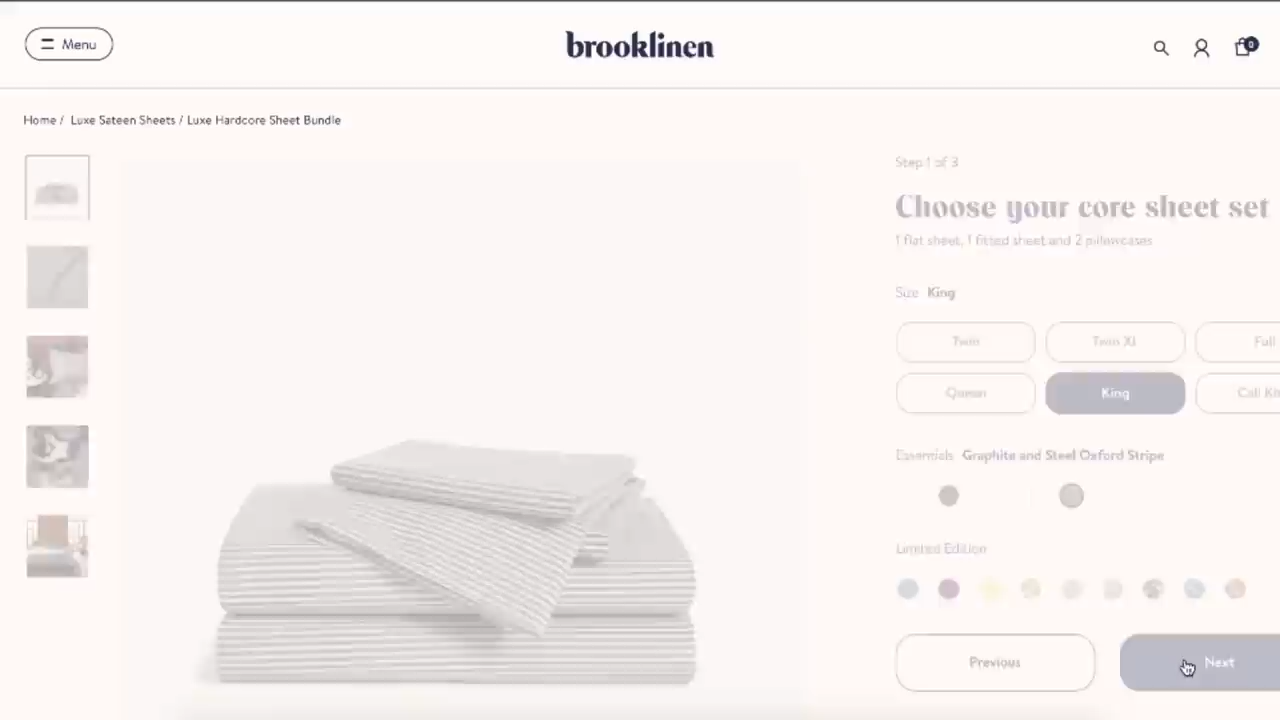 Menu
brooklinen
0
Home / Luxe Sateen Sheets / Luxe Hardcore Sheet Bundle
Step 1 of 3
Choose your core sheet set
1 flat sheet, 1 fitted sheet and 2 pillowcases
Size King
Twin
Twin XL
Full
Queen
King
Essentials Graphite and Steel Oxford Stripe
Limited Edition
Previous
Next